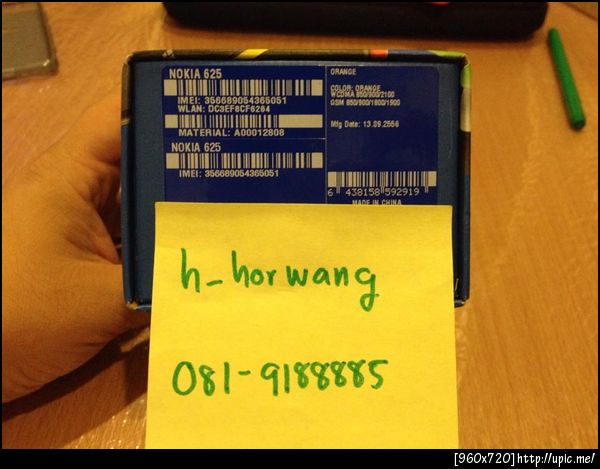 NOKIA 625
IMEI: 356689054365051
WLAN: DC3EF8CF6264
MATERIAL: A00012808
NOKIA 625
IMEI: 356689054365051
ORANGE
COLOR: ORANGE
WCDMA 850/900/2100
GSM 850/900/1800/1900
Mfg Date: 13.09.2556
6 438158 592919
MADE IN CHINA
h_horwang
081-9188885
[960x720]http://upic.me/